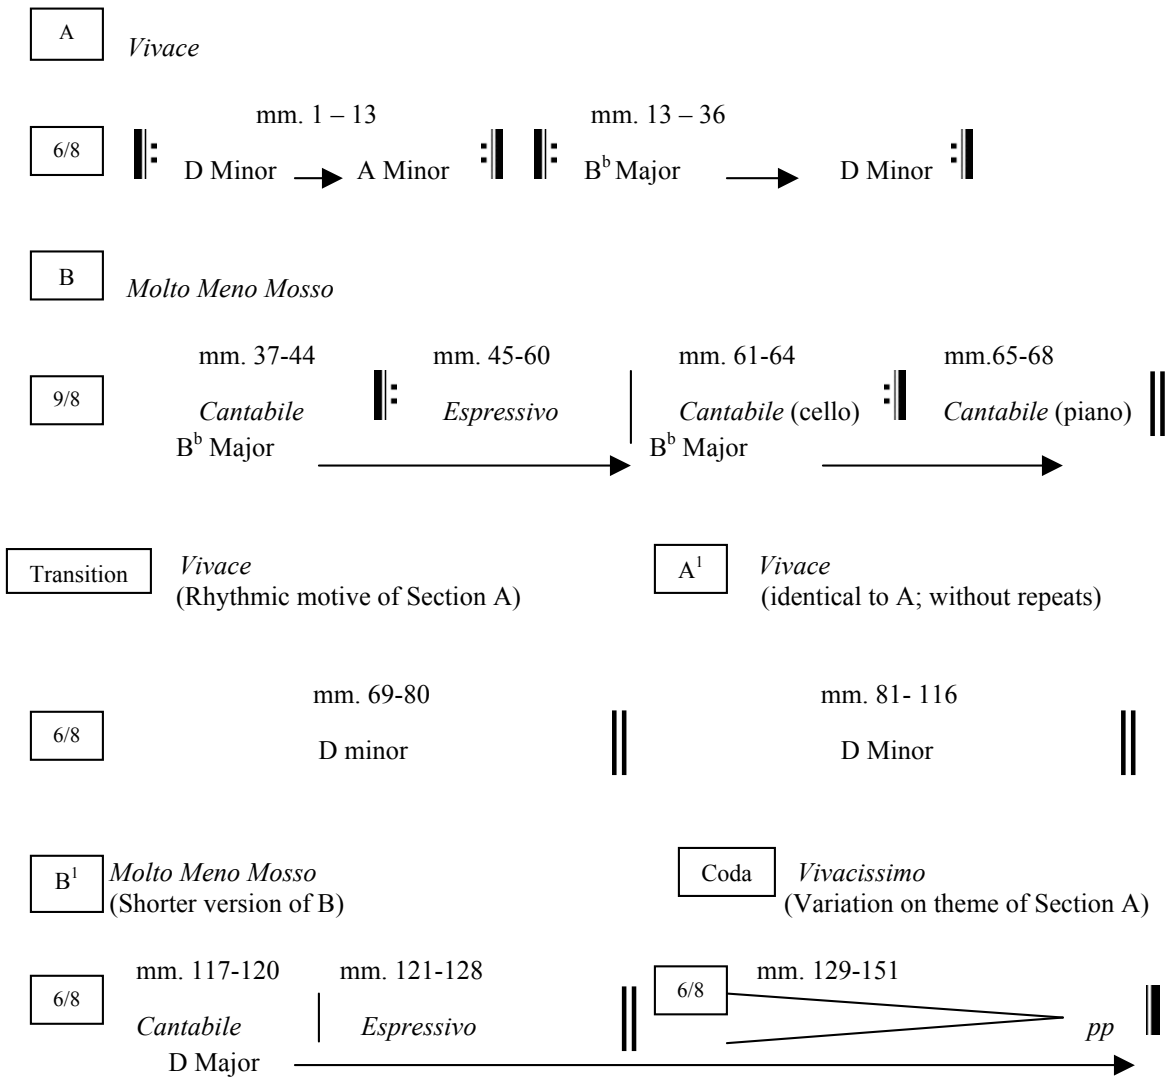 A Vivace
mm. 1 – 13 mm. 13 – 36
6/8 D Minor A Minor B♭ Major D Minor
B Molto Meno Mosso
mm. 37-44 mm. 45-60 mm. 61-64 mm.65-68
9/8 Cantabile Espressivo Cantabile (cello) Cantabile (piano)
Bᵇ Major Bᵇ Major
Transition Vivace A¹ Vivace
(Rhythmic motive of Section A) (identical to A; without repeats)
mm. 69-80 mm. 81- 116
6/8 D minor D Minor
B¹ Molto Meno Mosso Coda Vivacissimo
(Shorter version of B) (Variation on theme of Section A)
mm. 117-120 mm. 121-128 mm. 129-151
6/8 6/8
Cantabile Espressivo pp
D Major